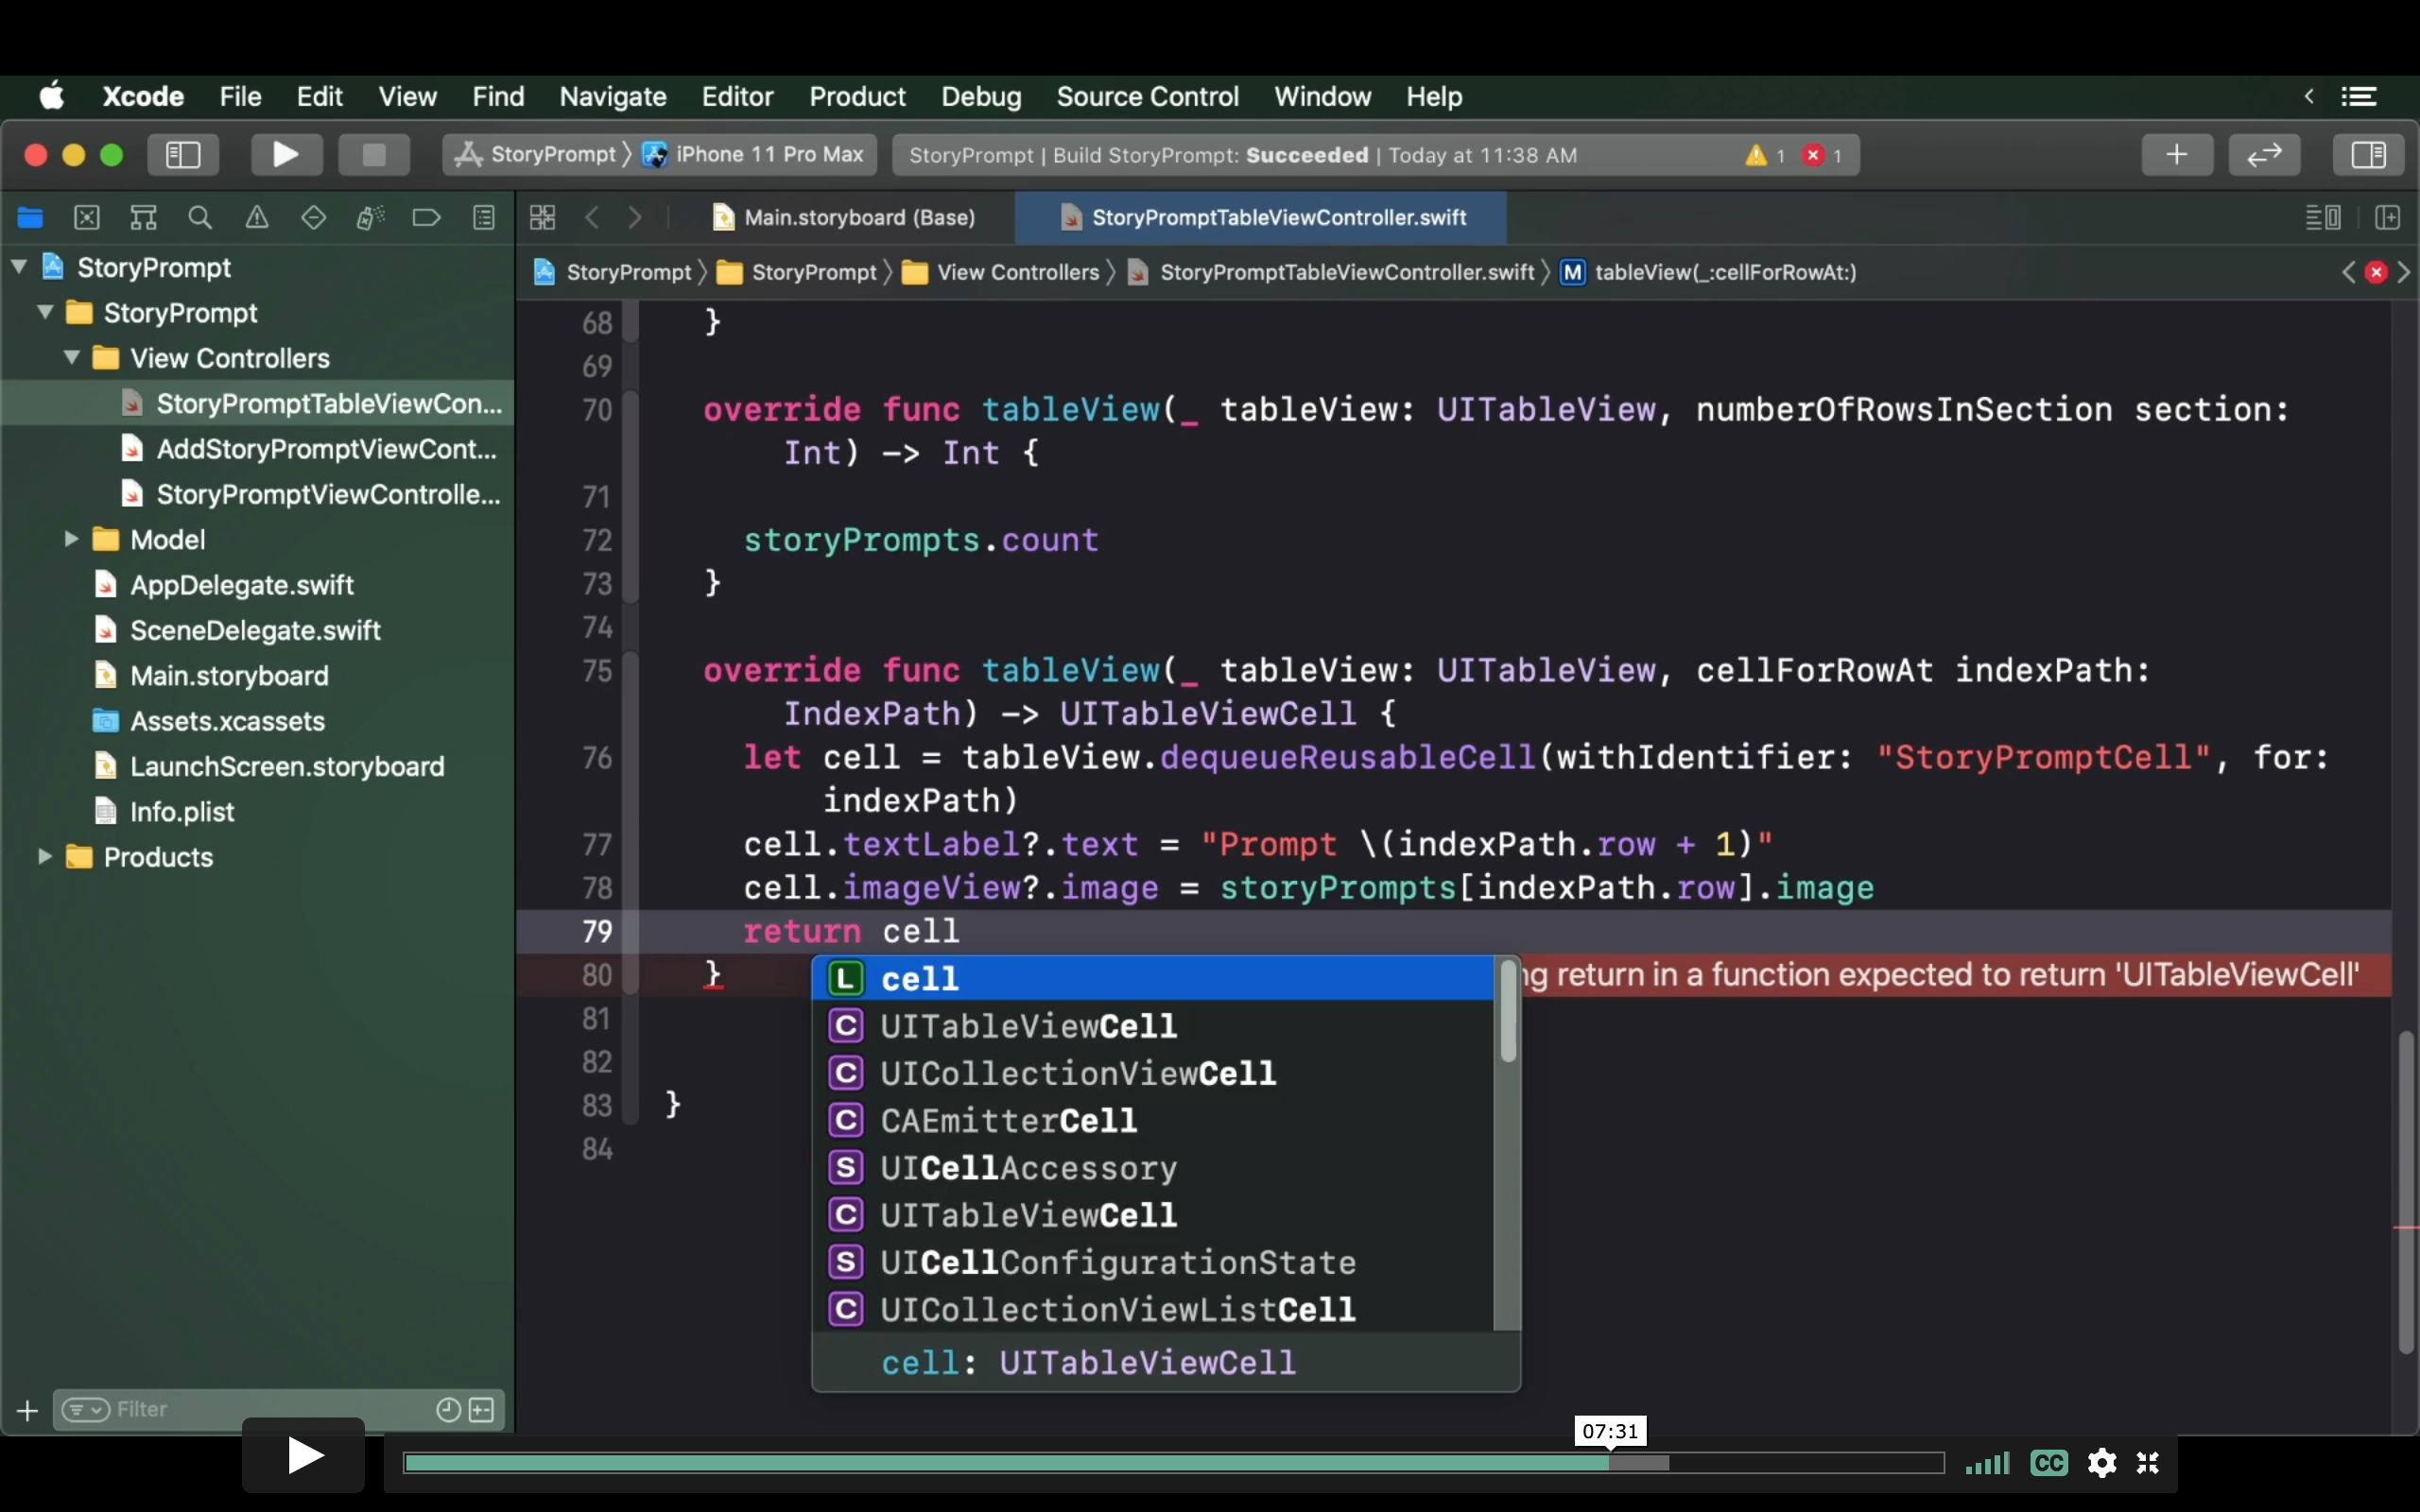 Xcode File Edit View Find Navigate Editor Product Debug Source Control Window Help
StoryPrompt 〉 iPhone 11 Pro Max StoryPrompt | Build StoryPrompt: Succeeded | Today at 11:38 AM 1 1
Main.storyboard (Base) StoryPromptTableViewController.swift
StoryPrompt 〉 StoryPrompt 〉 View Controllers 〉 StoryPromptTableViewController.swift 〉 M tableView(_:cellForRowAt:)
StoryPrompt
StoryPrompt
View Controllers
StoryPromptTableViewCon...
AddStoryPromptViewCont...
StoryPromptViewControlle...
Model
AppDelegate.swift
SceneDelegate.swift
Main.storyboard
Assets.xcassets
LaunchScreen.storyboard
Info.plist
Products
Filter
68 }
69
70 override func tableView(_ tableView: UITableView, numberOfRowsInSection section:
Int) -> Int {
71
72 storyPrompts.count
73 }
74
75 override func tableView(_ tableView: UITableView, cellForRowAt indexPath:
IndexPath) -> UITableViewCell {
76 let cell = tableView.dequeueReusableCell(withIdentifier: "StoryPromptCell", for:
indexPath)
77 cell.textLabel?.text = "Prompt \(indexPath.row + 1)"
78 cell.imageView?.image = storyPrompts[indexPath.row].image
79 return cell
80 } ng return in a function expected to return 'UITableViewCell'
81
82
83 }
84
L cell
C UITableViewCell
C UICollectionViewCell
C CAEmitterCell
S UICellAccessory
C UITableViewCell
S UICellConfigurationState
C UICollectionViewListCell
cell: UITableViewCell
07:31
CC